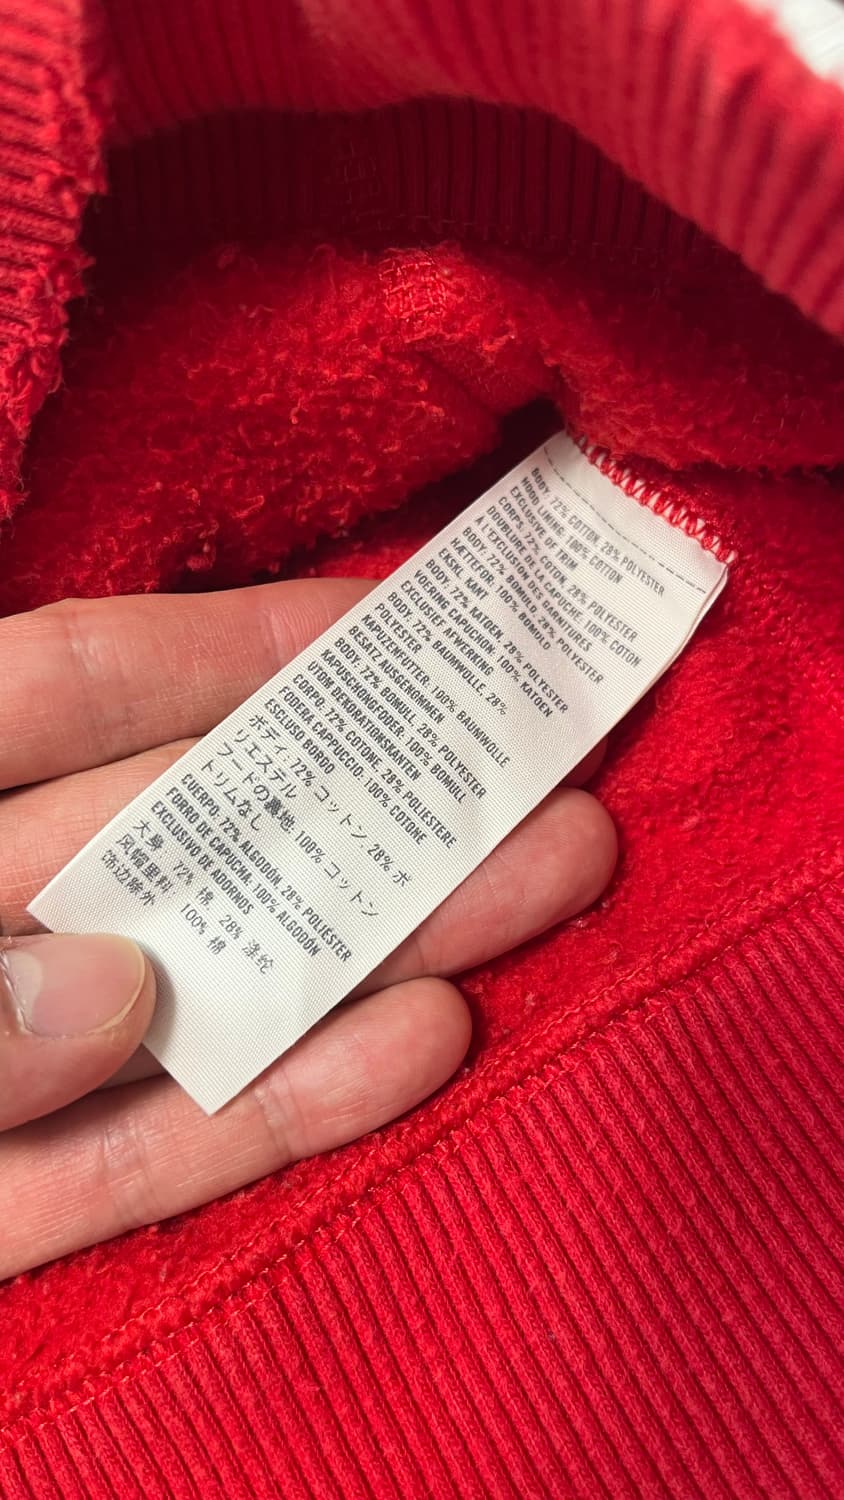 BODY: 72% COTTON, 28% POLYESTER
HOOD LINING: 100% COTTON
EXCLUSIVE OF TRIM
CORPS: 72% COTON, 28% POLYESTER
DOUBLURE DE LA CAPUCHE: 100% COTON
A L'EXCLUSION DES GARNITURES
BODY: 72% BOMULD, 28% POLYESTER
HÆTTEFOR: 100% BOMULD
EKSKL. KANT
BODY: 72% KATOEN, 28% POLYESTER
VOERING CAPUCHON: 100% KATOEN
EXCLUSIEF AFWERKING
BODY: 72% BAUMWOLLE, 28%
POLYESTER
KAPUZENFUTTER: 100% BAUMWOLLE
BESATZ AUSGENOMMEN
BODY: 72% BOMULL, 28% POLYESTER
KAPUSCHONGFODER: 100% BOMULL
UTOM DEKORATIONSKANTEN
CORPO: 72% COTONE, 28% POLIESTERE
FODERA CAPPUCCIO: 100% COTONE
ESCLUSO BORDO
ボディ: 72% コットン, 28% ポ
リエステル
フードの裏地: 100% コットン
トリムなし
CUERPO: 72% ALGODÓN, 28% POLIÉSTER
FORRO DE CAPUCHA: 100% ALGODÓN
EXCLUSIVO DE ADORNOS
大身: 72% 棉, 28% 涤纶
风帽里料 100% 棉
饰边除外